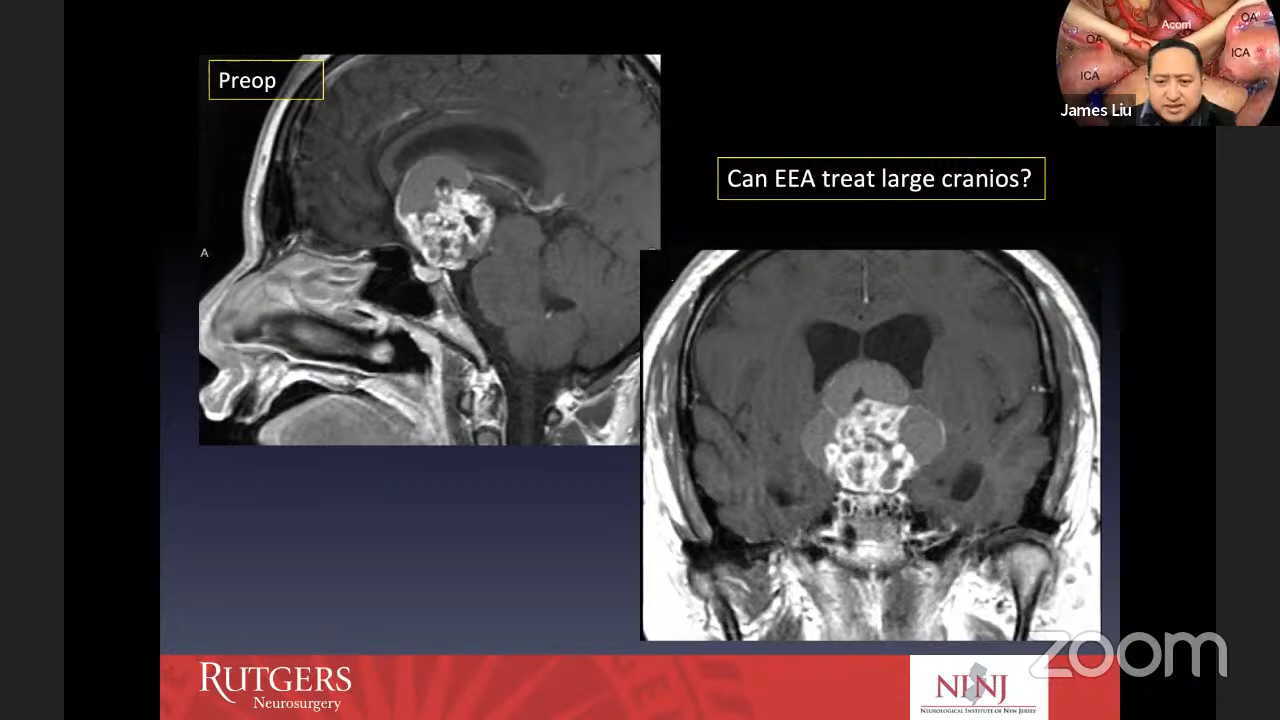 Preop
A
Can EEA treat large cranios?
Acom
OA
OA
ICA
ICA
James Liu
RUTGERS
Neurosurgery
NINJ
NEUROLOGICAL INSTITUTE OF NEW JERSEY
zoom